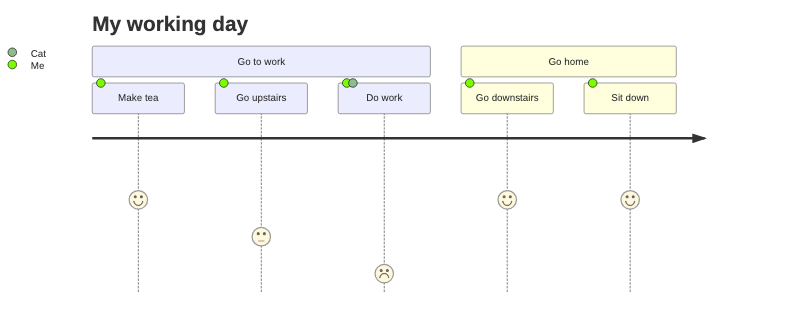 My working day
Cat
Me
Go to work
Go home
Make tea
Go upstairs
Do work
Go downstairs
Sit down